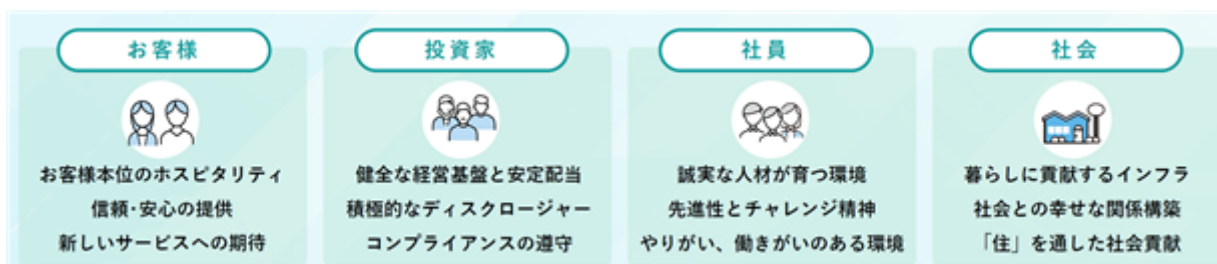 お客様
お客様本位のホスピタリティ
信頼・安心の提供
新しいサービスへの期待
投資家
健全な経営基盤と安定配当
積極的なディスクロージャー
コンプライアンスの遵守
社員
誠実な人材が育つ環境
先進性とチャレンジ精神
やりがい、働きがいのある環境
社会
暮らしに貢献するインフラ
社会との幸せな関係構築
「住」を通した社会貢献